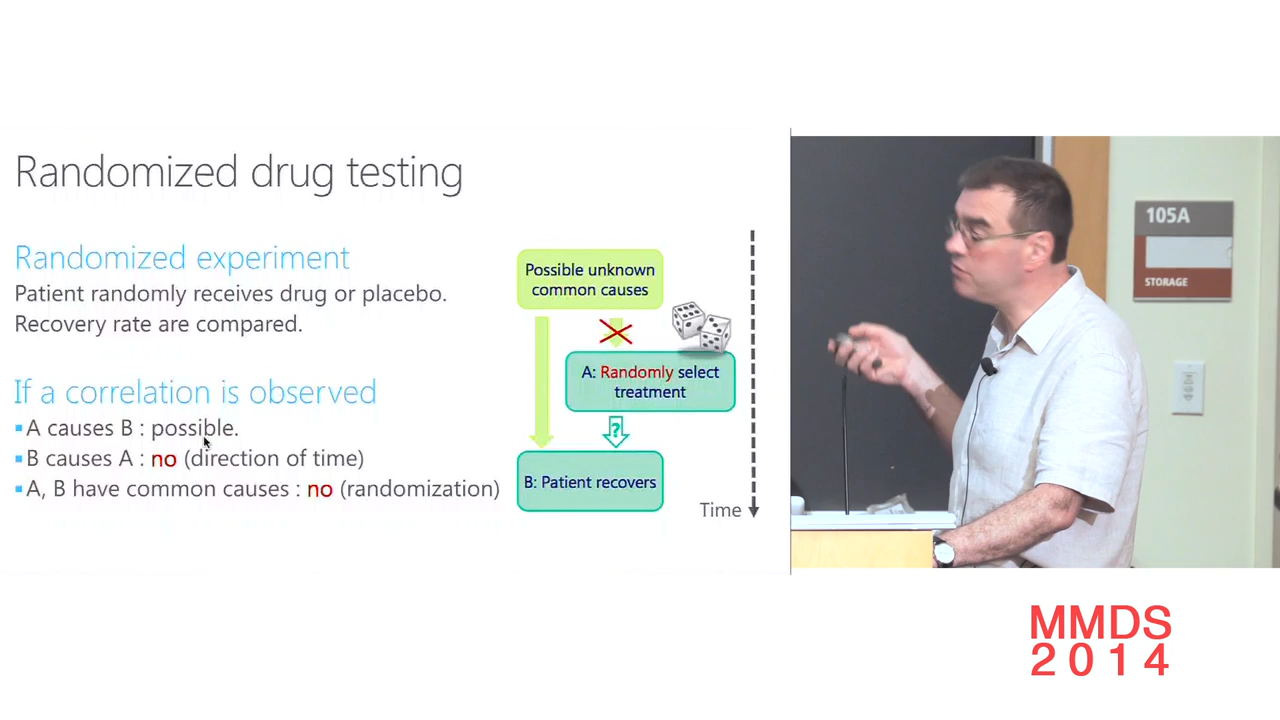 Randomized drug testing
Randomized experiment
Patient randomly receives drug or placebo.
Recovery rate are compared.
If a correlation is observed
▪A causes B : possible.
▪B causes A : no (direction of time)
▪A, B have common causes : no (randomization)
Possible unknown
common causes
A: Randomly select
treatment
?
B: Patient recovers
Time
105A
STORAGE
MMDS
2014